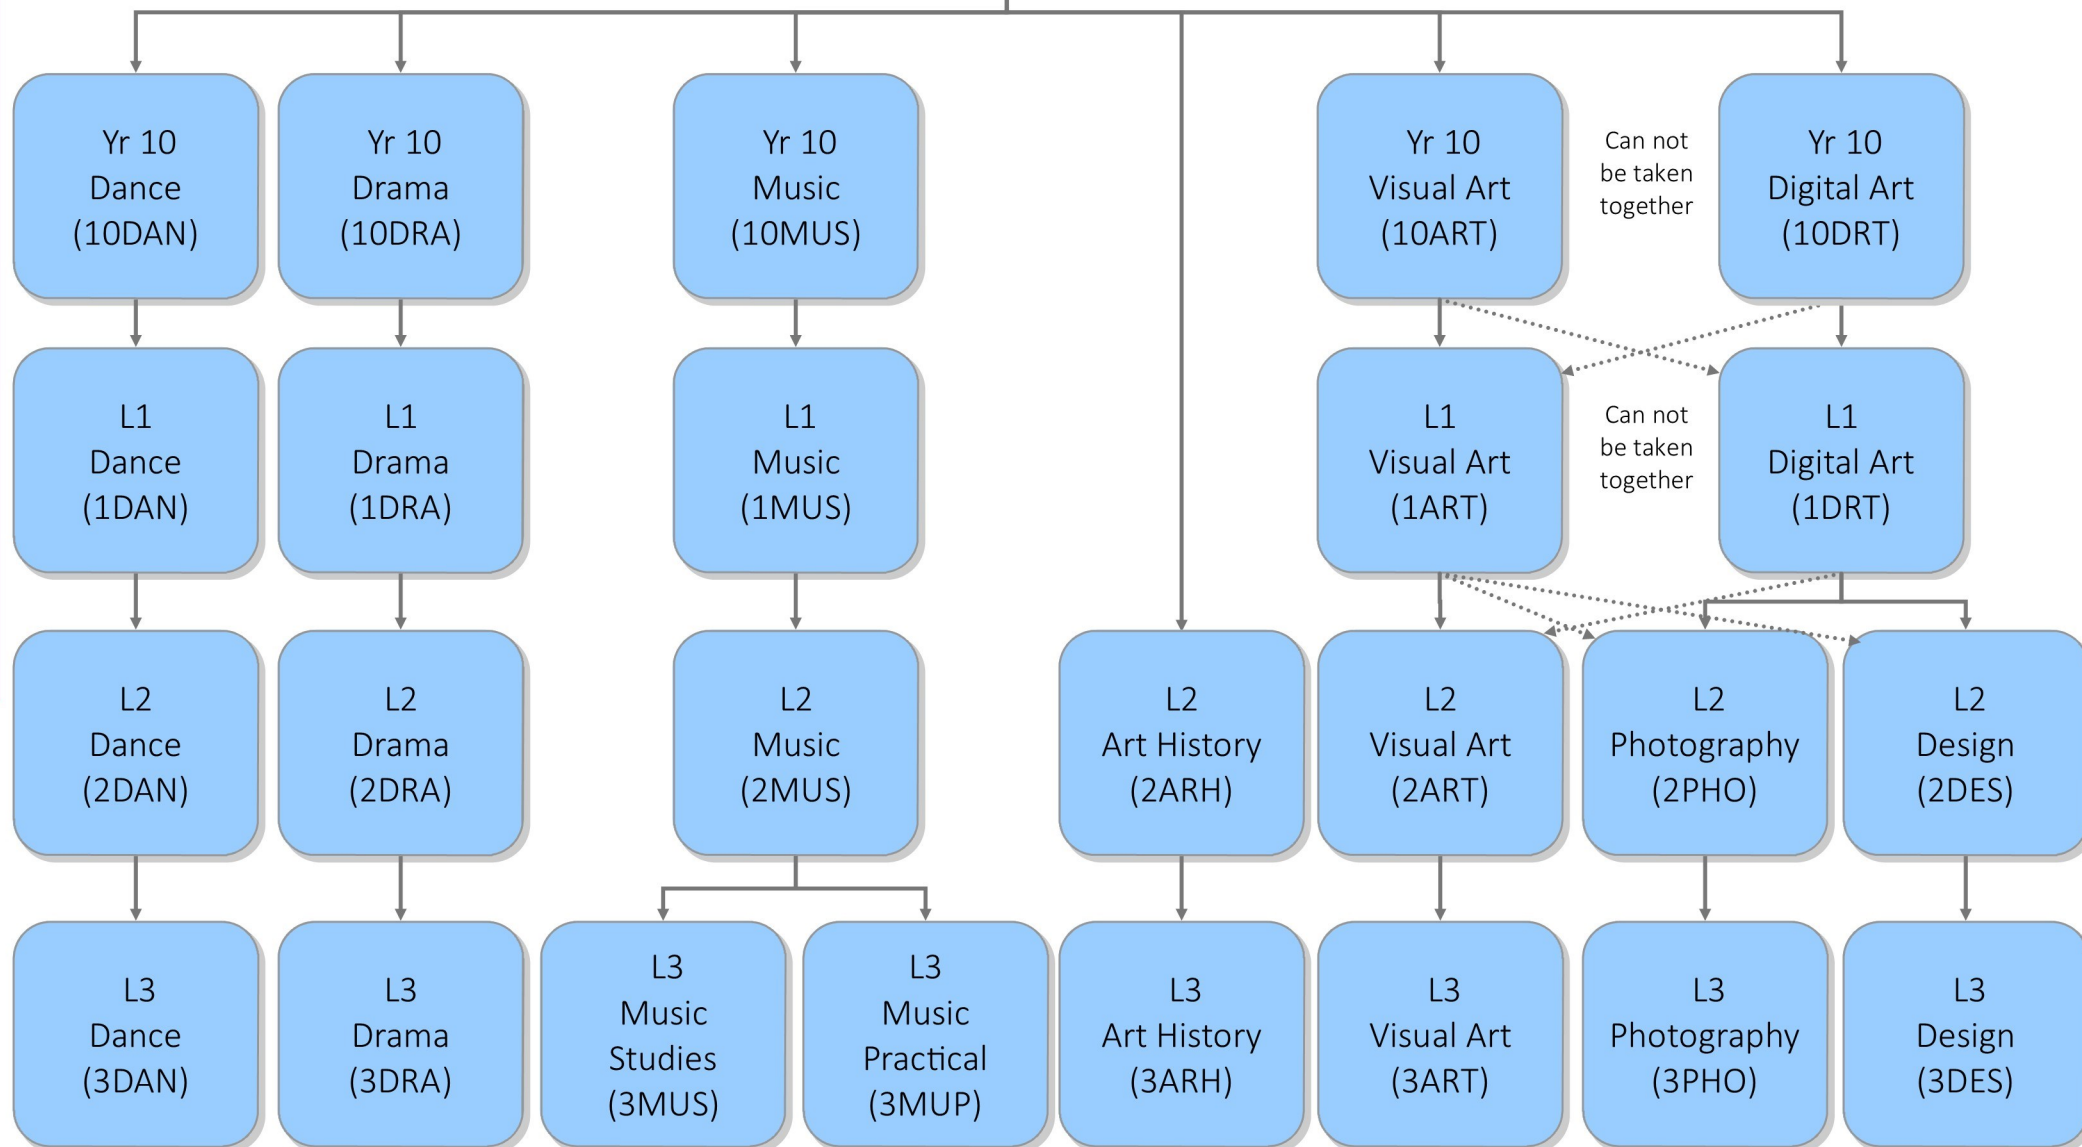 Yr 10
Dance
(10DAN)
Yr 10
Drama
(10DRA)
Yr 10
Music
(10MUS)
Yr 10
Visual Art
(10ART)
Can not
be taken
together
Yr 10
Digital Art
(10DRT)
L1
Dance
(1DAN)
L1
Drama
(1DRA)
L1
Music
(1MUS)
L1
Visual Art
(1ART)
Can not
be taken
together
L1
Digital Art
(1DRT)
L2
Dance
(2DAN)
L2
Drama
(2DRA)
L2
Music
(2MUS)
L2
Art History
(2ARH)
L2
Visual Art
(2ART)
L2
Photography
(2PHO)
L2
Design
(2DES)
L3
Dance
(3DAN)
L3
Drama
(3DRA)
L3
Music
Studies
(3MUS)
L3
Music
Practical
(3MUP)
L3
Art History
(3ARH)
L3
Visual Art
(3ART)
L3
Photography
(3PHO)
L3
Design
(3DES)